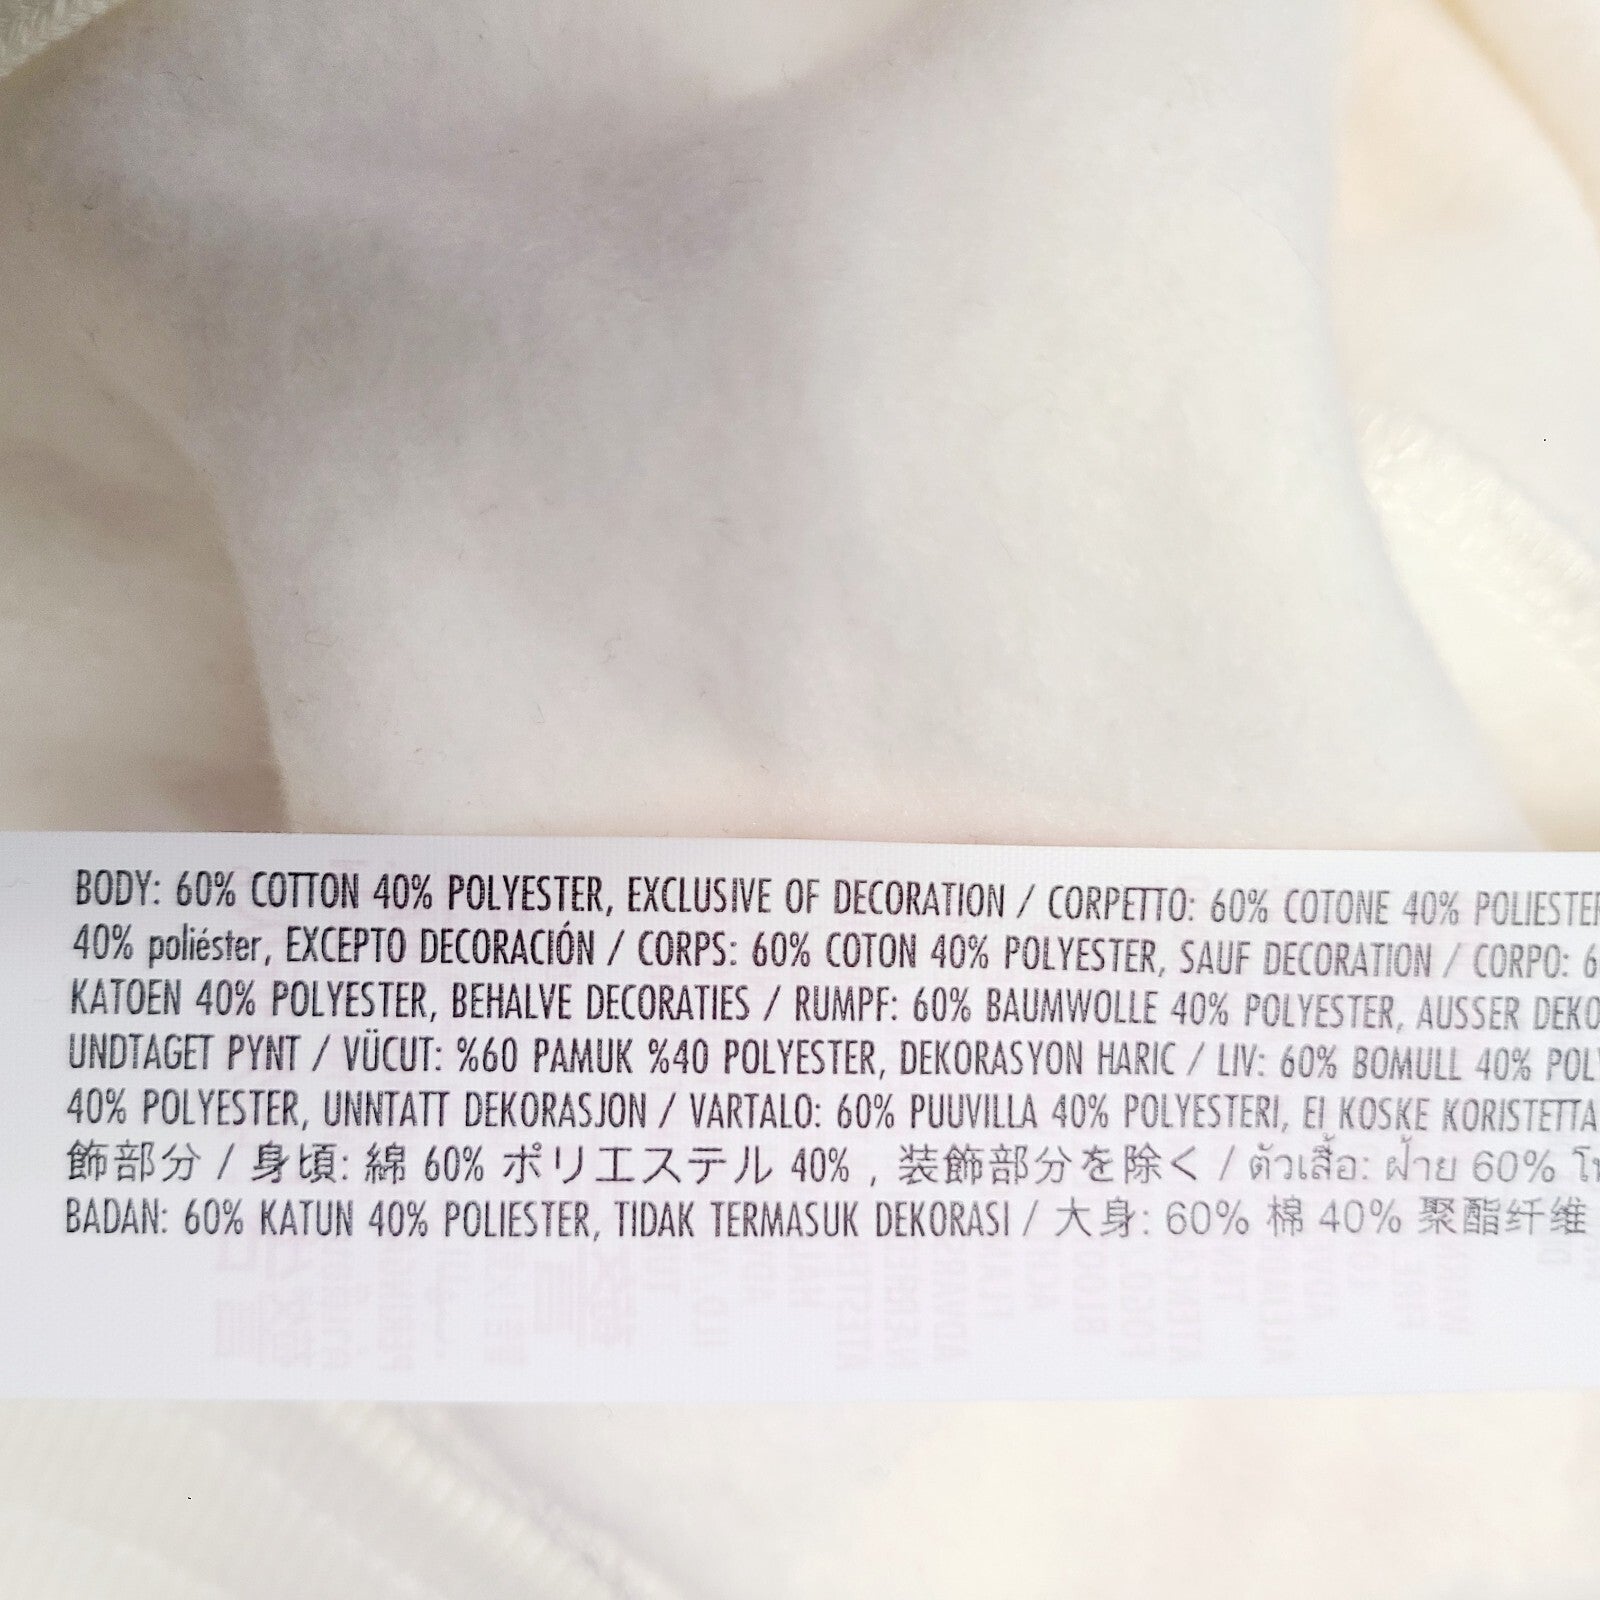 BODY: 60% COTTON 40% POLYESTER, EXCLUSIVE OF DECORATION / CORPETTO: 60% COTONE 40% POLIESTER
40% poliéster, EXCEPTO DECORACIÓN / CORPS: 60% COTON 40% POLYESTER, SAUF DECORATION / CORPO: 6
KATOEN 40% POLYESTER, BEHALVE DECORATIES / RUMPF: 60% BAUMWOLLE 40% POLYESTER, AUSSER DEKO
UNDTAGET PYNT / VÜCUT: %60 PAMUK %40 POLYESTER, DEKORASYON HARIC / LIV: 60% BOMULL 40% POLY
40% POLYESTER, UNNTATT DEKORASJON / VARTALO: 60% PUUVILLA 40% POLYESTERI, EI KOSKE KORISTETTA
飾部分 / 身頃: 綿 60% ポリエステル 40% , 装飾部分を除く / ตัวเสื้อ: ฝ้าย 60%
BADAN: 60% KATUN 40% POLIESTER, TIDAK TERMASUK DEKORASI / 大身: 60% 棉 40% 聚酯纤维